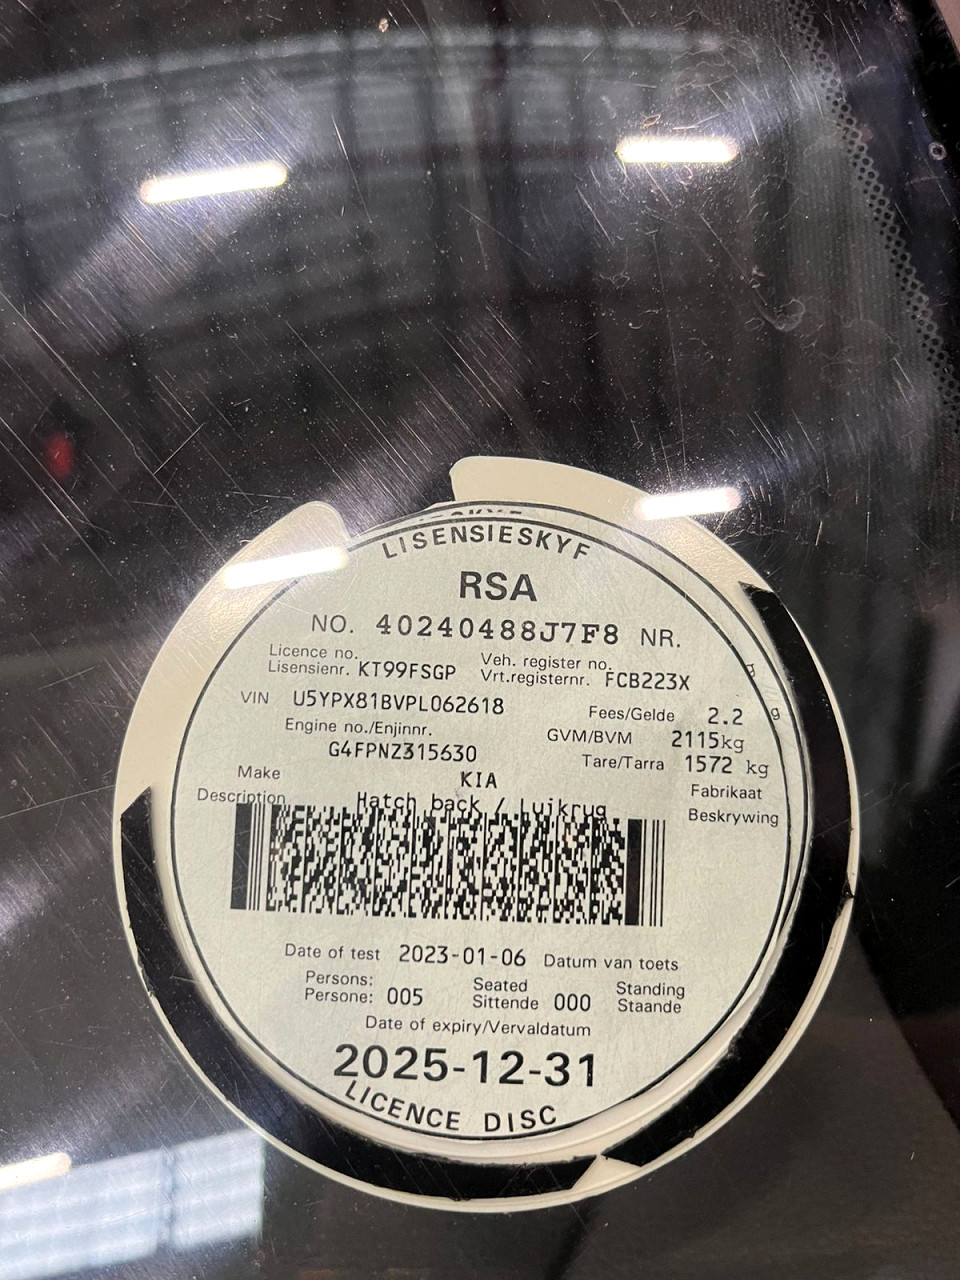 LISENSIESKYF
RSA
NO. 40240488J7F8 NR.
Licence no.
Lisensienr. KT99FSGP
Veh. register no.
Vrt.registernr. FCB223X
VIN U5YPX81BVPL062618
Fees/Gelde 2.2
Engine no./Enjinnr.
G4FPNZ315630
GVM/BVM 2115kg
Tare/Tarra 1572 kg
Make KIA Fabrikaat
Description Hatch back / Luikrug Beskrywing
Date of test 2023-01-06 Datum van toets
Persons: Seated Standing
Persone: 005 Sittende 000 Staande
Date of expiry/Vervaldatum
2025-12-31
LICENCE DISC